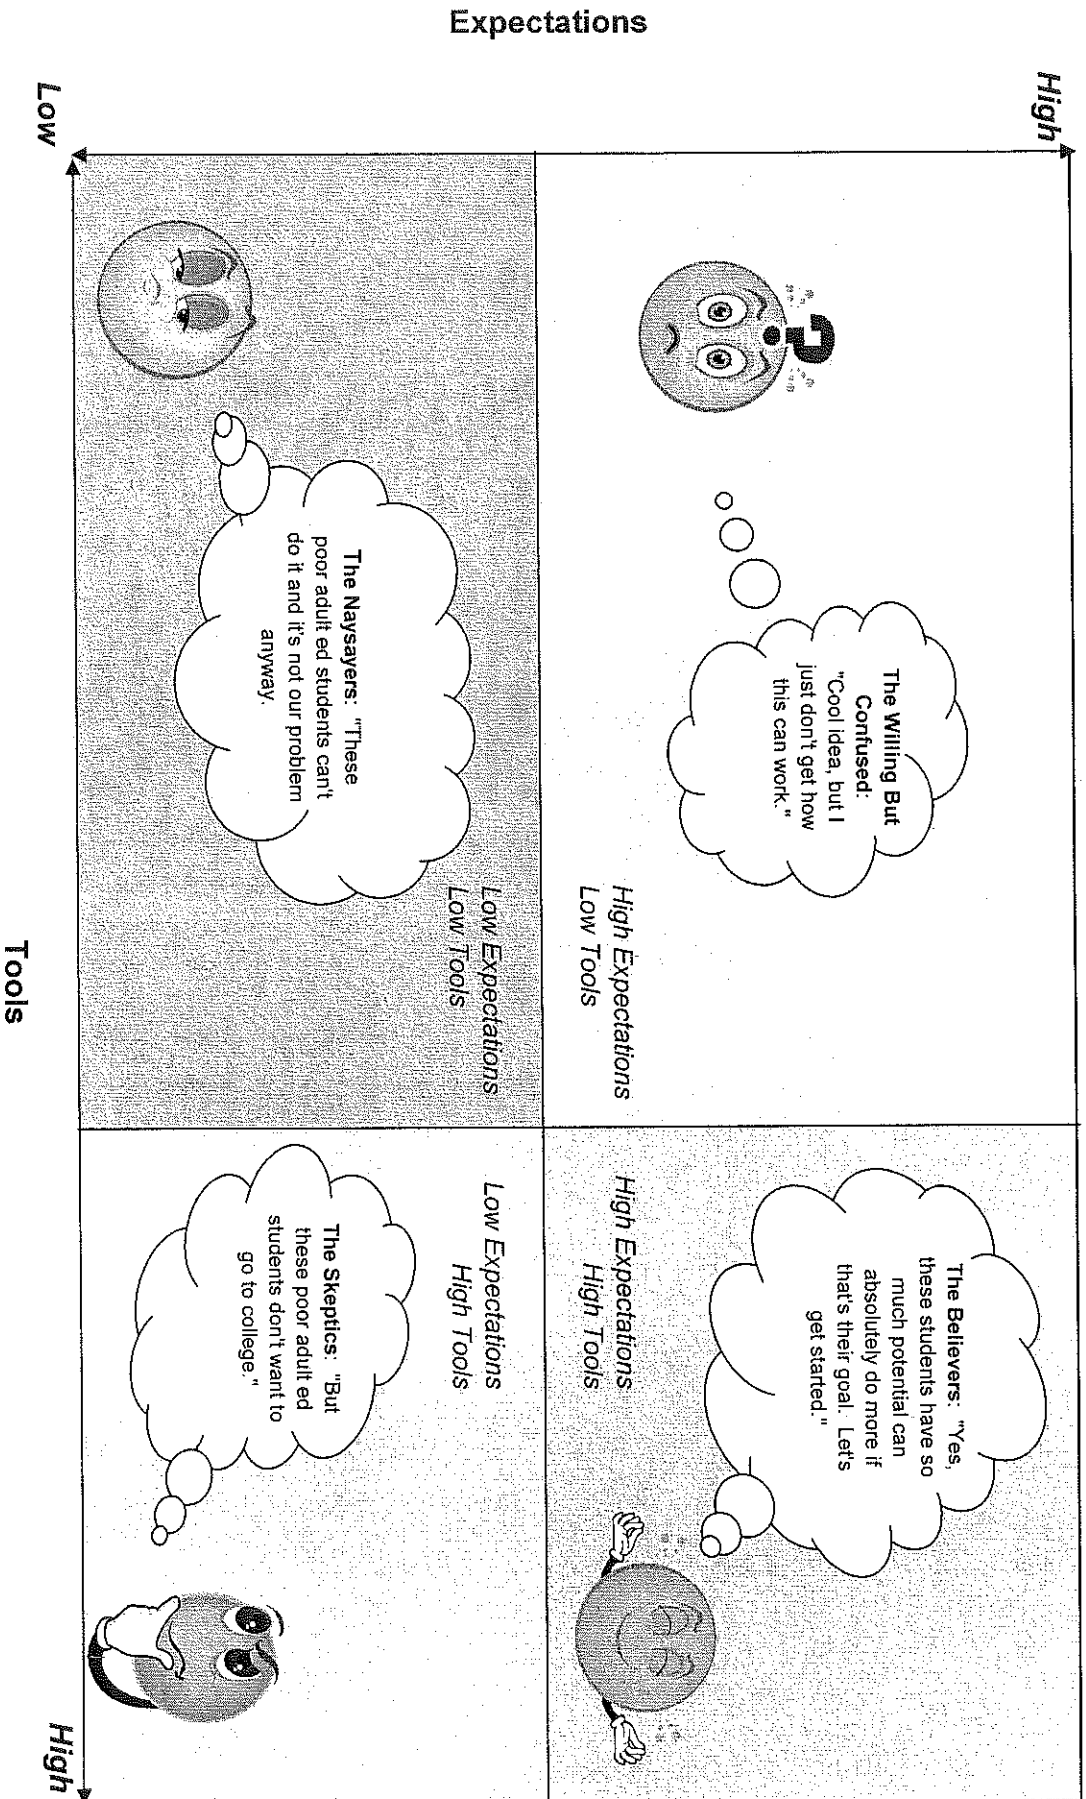 Expectations
High
Low
The Willing But
Confused:
"Cool idea, but I
just don't get how
this can work."
High Expectations
Low Tools
The Believers: "Yes,
these students have so
much potential can
absolutely do more if
that's their goal. Let's
get started."
High Expectations
High Tools
?
The Naysayers: "These
poor adult ed students can't
do it and it's not our problem
anyway.
Low Expectations
Low Tools
Low Expectations
High Tools
The Skeptics: "But
these poor adult ed
students don't want to
go to college."
Tools
High